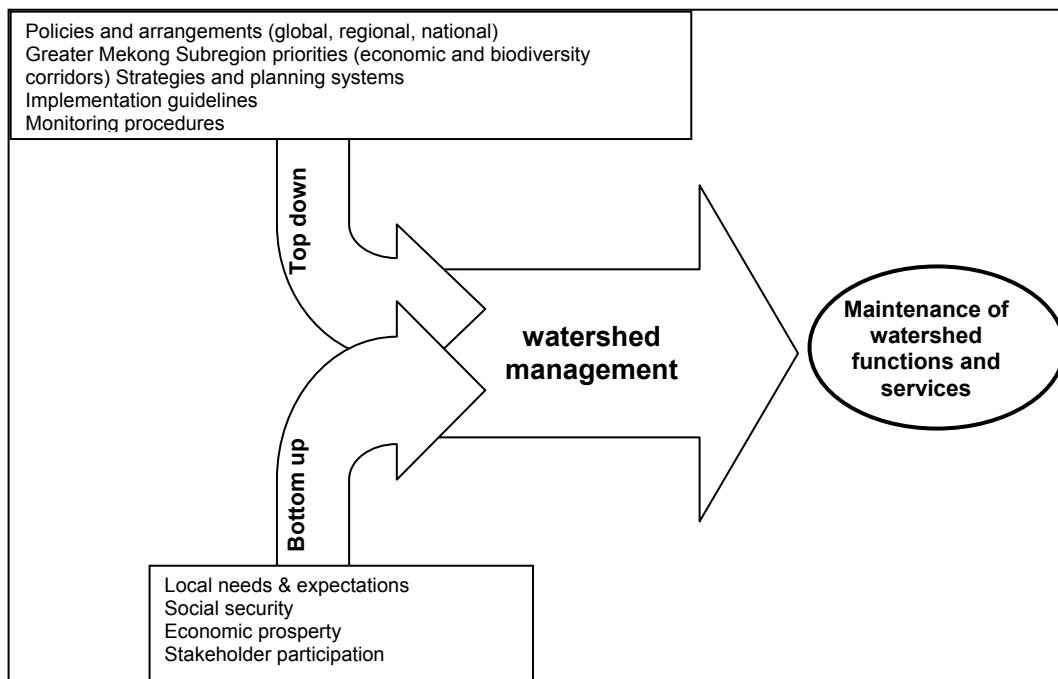 Policies and arrangements (global, regional, national)
Greater Mekong Subregion priorities (economic and biodiversity
corridors) Strategies and planning systems
Implementation guidelines
Monitoring procedures
Top down
watershed
management
Maintenance of
watershed
functions and
services
Bottom up
Local needs & expectations
Social security
Economic prosperty
Stakeholder participation